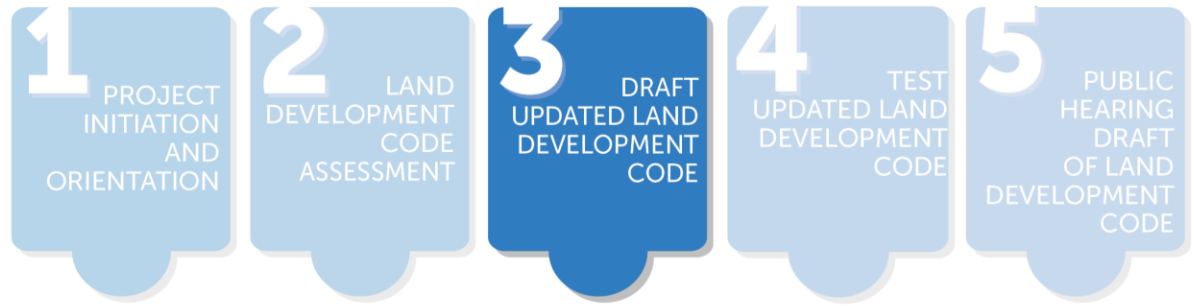 1
PROJECT
INITIATION
AND
ORIENTATION
2
LAND
DEVELOPMENT
CODE
ASSESSMENT
3
DRAFT
UPDATED LAND
DEVELOPMENT
CODE
4
TEST
UPDATED LAND
DEVELOPMENT
CODE
5
PUBLIC
HEARING
DRAFT
OF LAND
DEVELOPMENT
CODE